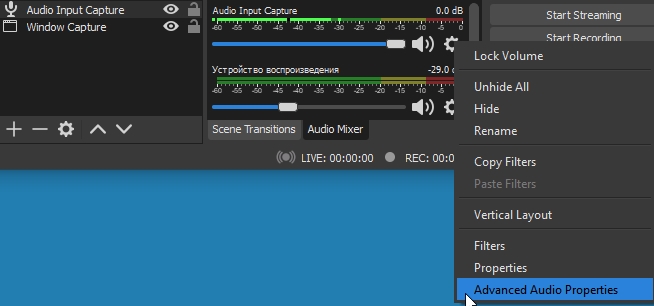 Audio Input Capture
Window Capture
Audio Input Capture 0.0 dB
-60 -55 -50 -45 -40 -35 -30 -25 -20 -15 -10 -5 0
Устройство воспроизведения -29.0
-60 -55 -50 -45 -40 -35 -30 -25 -20 -15 -10 -5
Scene Transitions
Audio Mixer
LIVE: 00:00:00
REC: 00:0
Start Streaming
Start Recording
Lock Volume
Unhide All
Hide
Rename
Copy Filters
Paste Filters
Vertical Layout
Filters
Properties
Advanced Audio Properties